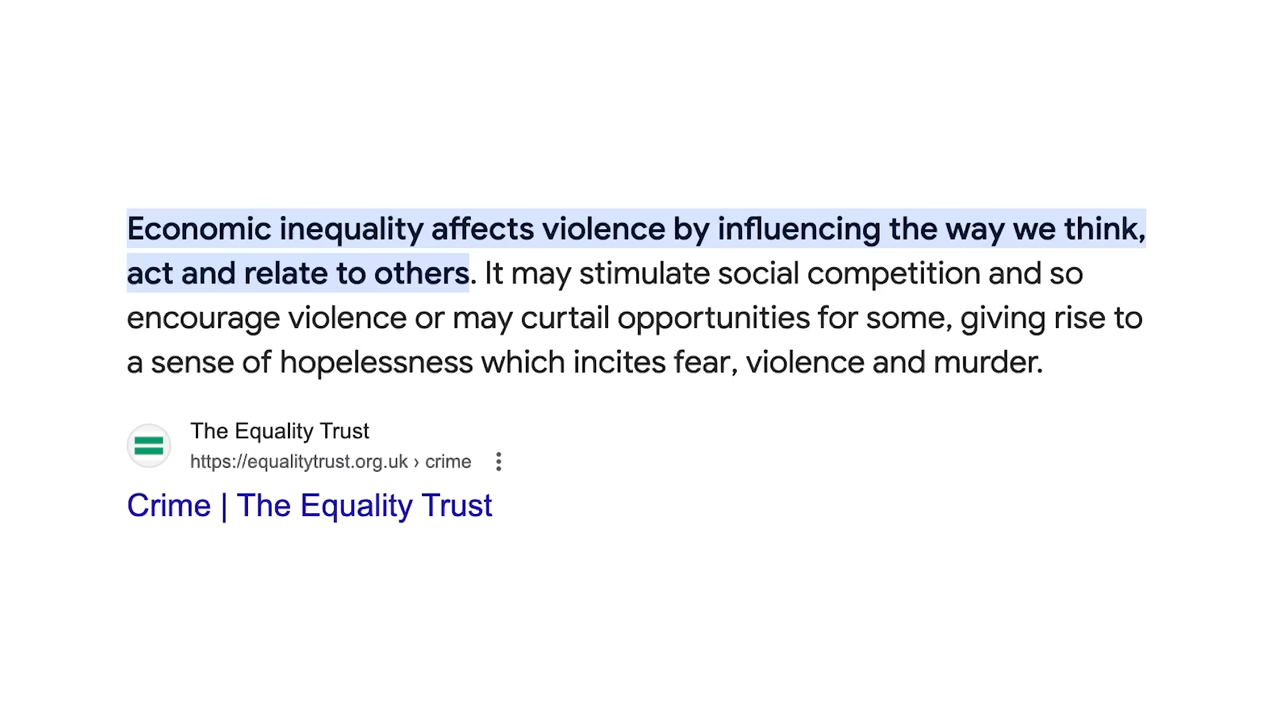 Economic inequality affects violence by influencing the way we think,
act and relate to others. It may stimulate social competition and so
encourage violence or may curtail opportunities for some, giving rise to
a sense of hopelessness which incites fear, violence and murder.
The Equality Trust
https://equalitytrust.org.uk › crime
Crime | The Equality Trust